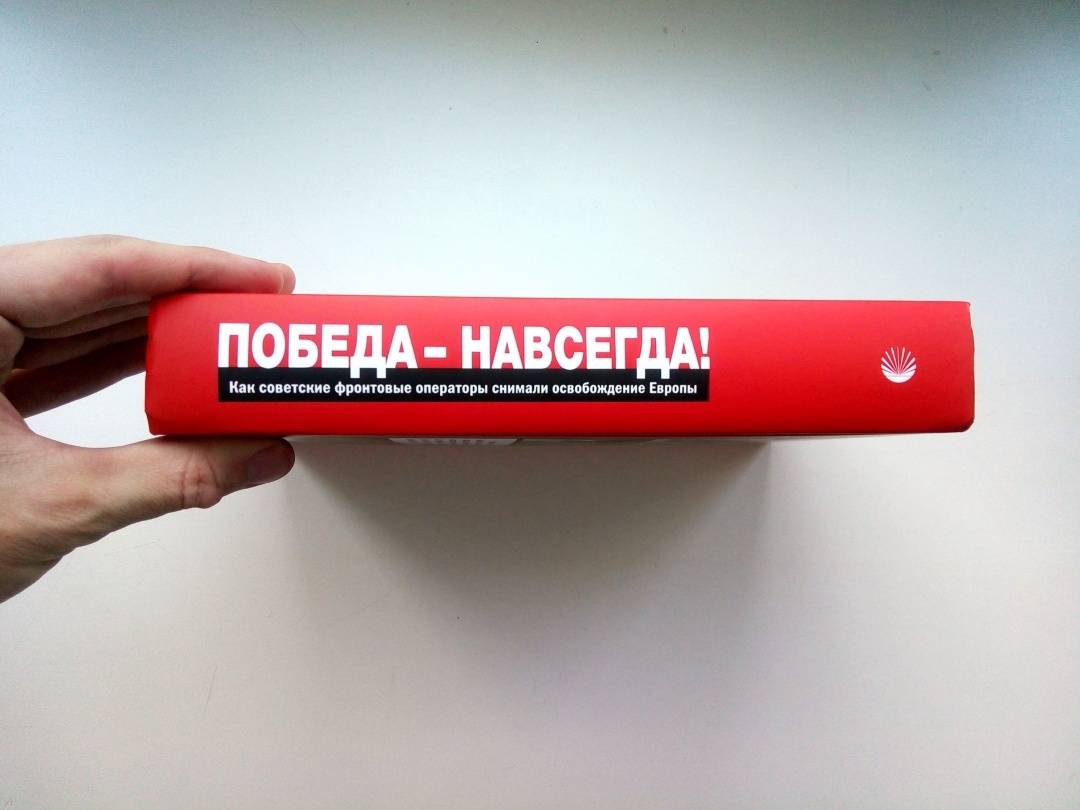 ПОБЕДА – НАВСЕГДА!
Как советские фронтовые операторы снимали освобождение Европы